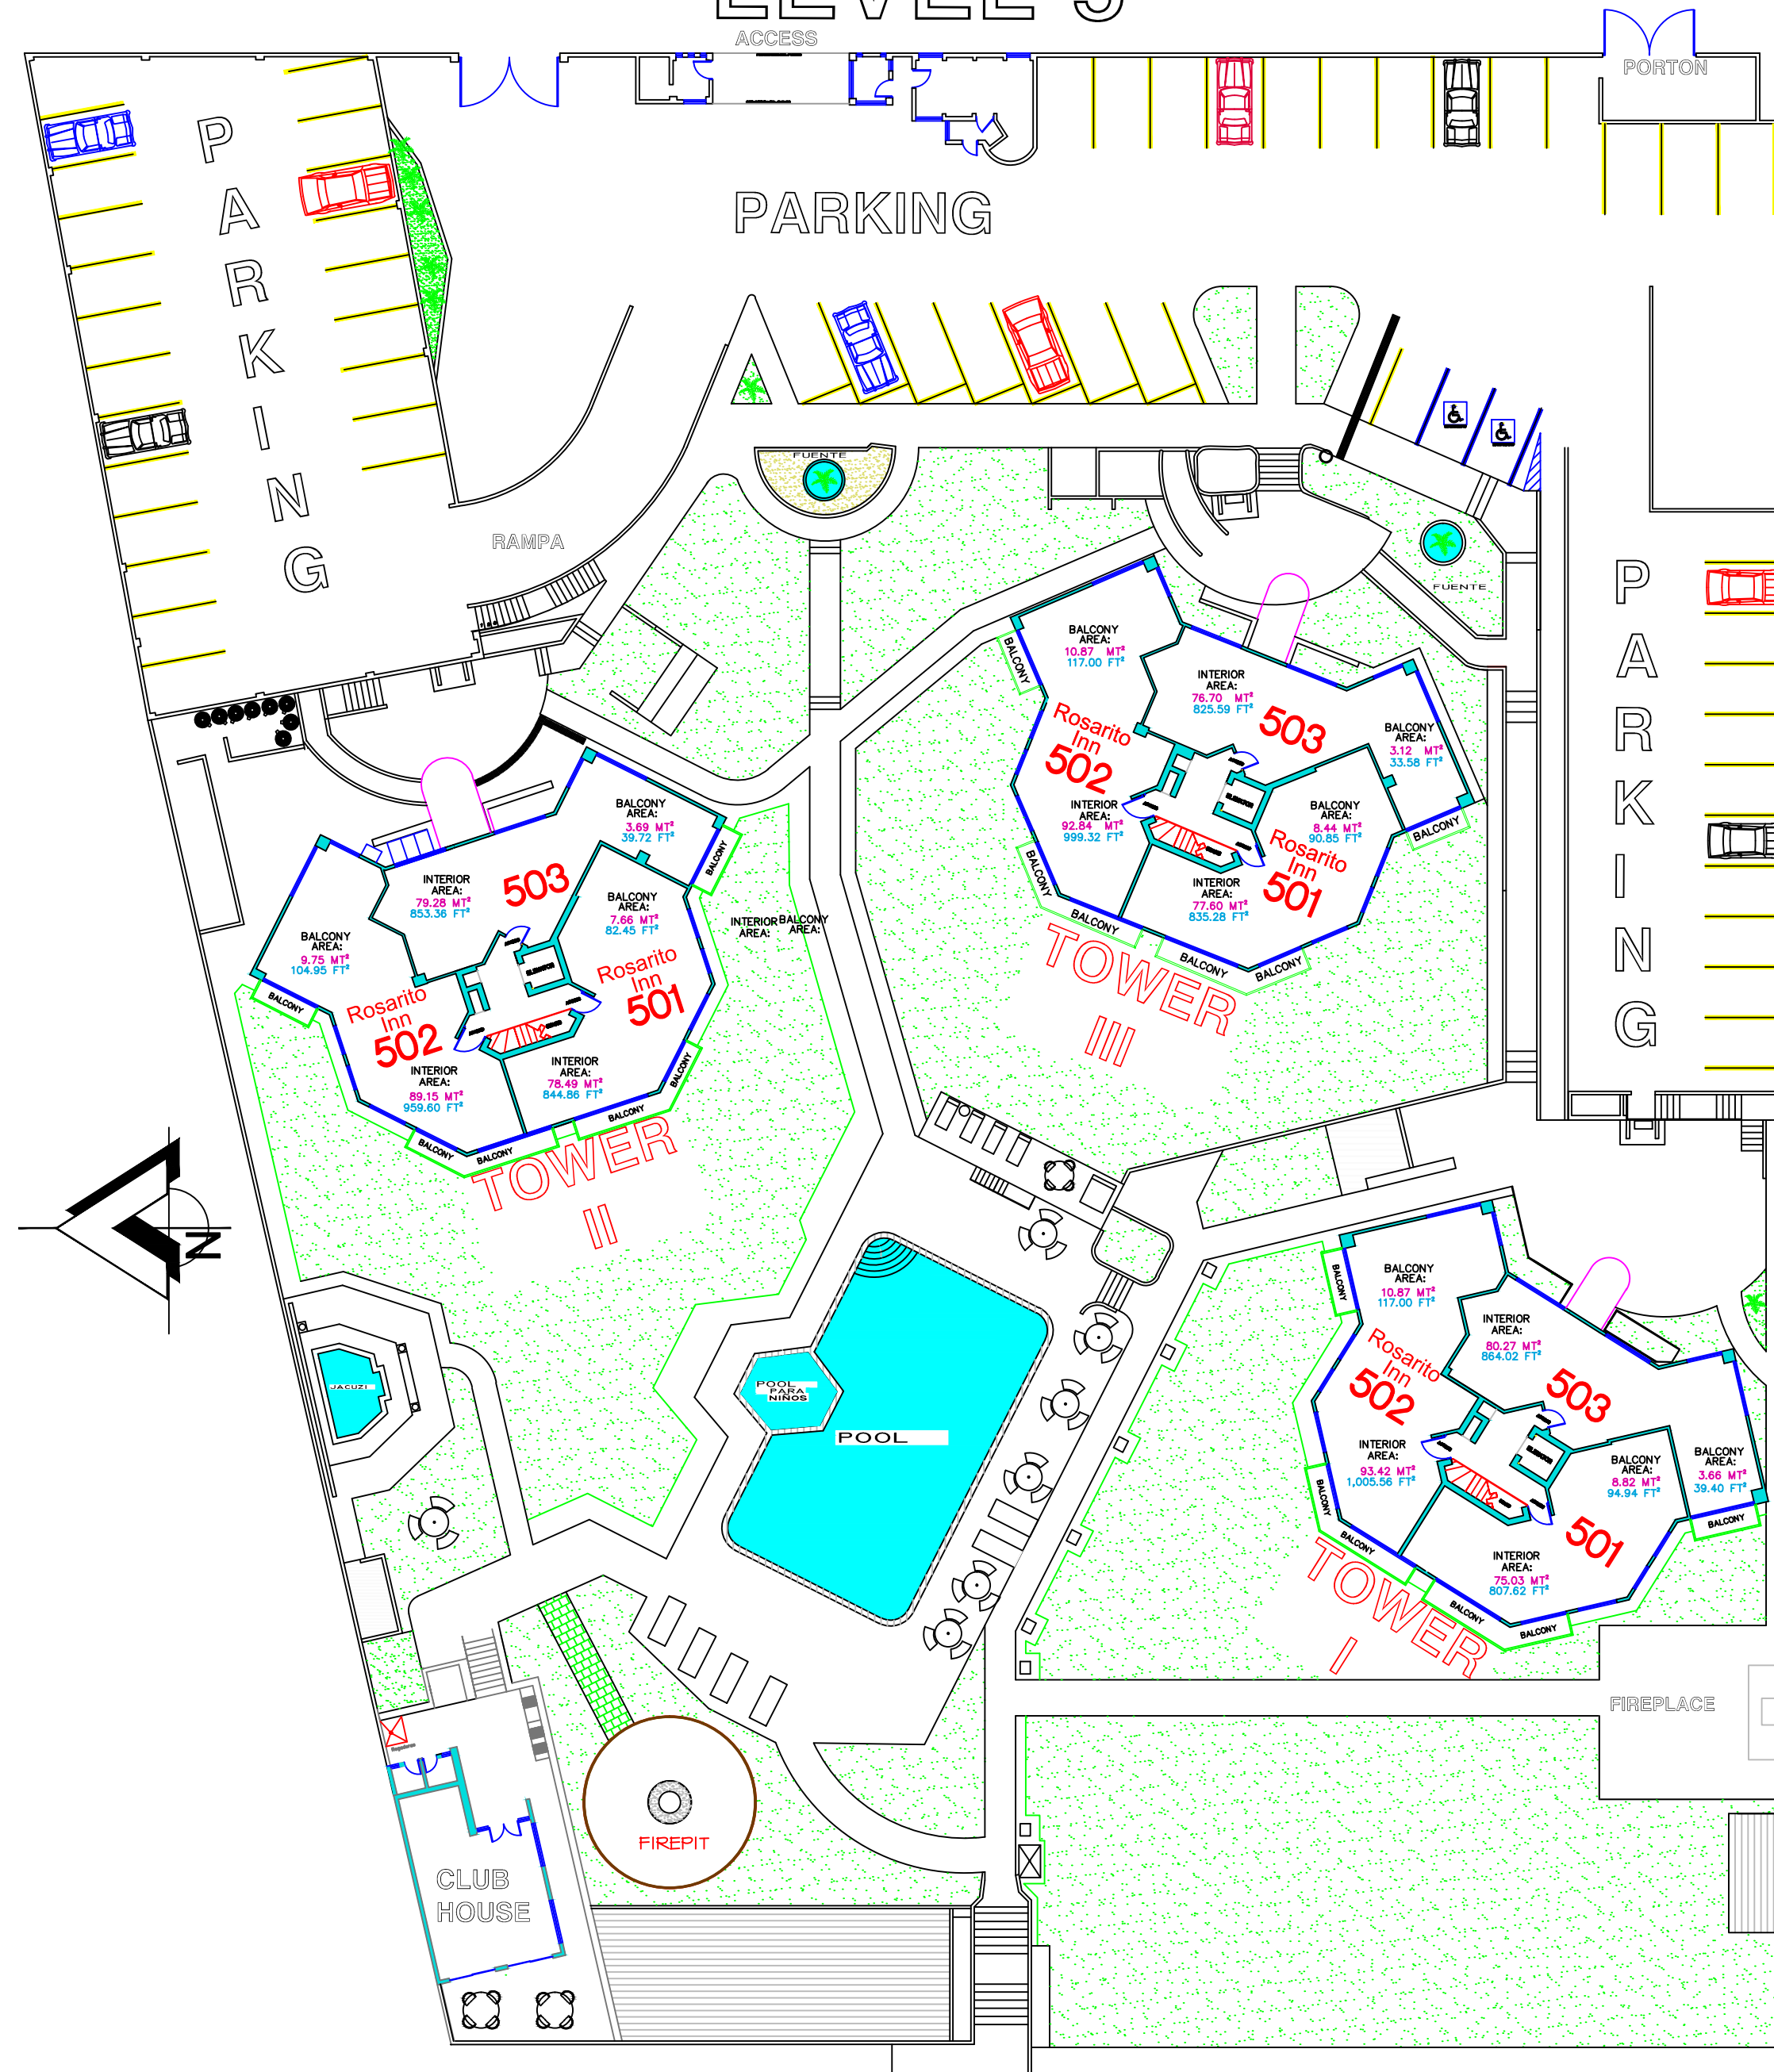 LEVEL 5
ACCESS
PORTON
PARKING
PARKING
FUENTE
RAMPA
FUENTE
PARKING
BALCONY
AREA:
10.87 MT²
117.00 FT²
BALCONY
INTERIOR
AREA:
76.70 MT²
825.59 FT²
503
BALCONY
AREA:
3.12 MT²
33.58 FT²
Rosarito
Inn
502
INTERIOR
AREA:
92.84 MT²
999.32 FT²
ELEVATOR
BALCONY
AREA:
8.44 MT²
90.85 FT²
BALCONY
Rosarito
Inn
501
INTERIOR
AREA:
77.60 MT²
835.28 FT²
BALCONY
BALCONY
BALCONY
BALCONY
TOWER
III
BALCONY
AREA:
3.69 MT²
39.72 FT²
BALCONY
INTERIOR
AREA:
79.28 MT²
853.36 FT²
503
BALCONY
AREA:
7.66 MT²
82.45 FT²
INTERIOR
AREA:
BALCONY
AREA:
BALCONY
AREA:
9.75 MT²
104.95 FT²
BALCONY
ELEVATOR
Rosarito
Inn
501
Rosarito
Inn
502
INTERIOR
AREA:
89.15 MT²
959.60 FT²
INTERIOR
AREA:
78.49 MT²
844.86 FT²
BALCONY
BALCONY
BALCONY
BALCONY
TOWER
II
N
BALCONY
AREA:
10.87 MT²
117.00 FT²
BALCONY
INTERIOR
AREA:
80.27 MT²
864.02 FT²
Rosarito
Inn
502
503
INTERIOR
AREA:
93.42 MT²
1,005.56 FT²
ELEVATOR
BALCONY
AREA:
8.82 MT²
94.94 FT²
BALCONY
AREA:
3.66 MT²
39.40 FT²
BALCONY
501
INTERIOR
AREA:
75.03 MT²
807.62 FT²
BALCONY
BALCONY
BALCONY
BALCONY
TOWER
I
JACUZI
POOL
PARA
NIÑOS
POOL
FIREPLACE
FIREPIT
CLUB
HOUSE